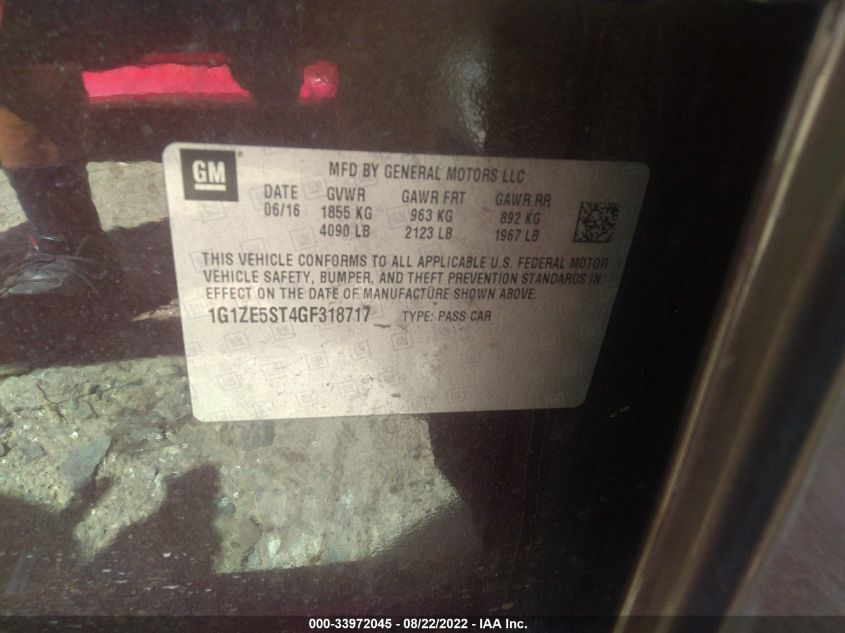 GM
MFD BY GENERAL MOTORS LLC
DATE GVWR GAWR FRT GAWR RR
06/16 1855 KG 963 KG 892 KG
4090 LB 2123 LB 1967 LB
THIS VEHICLE CONFORMS TO ALL APPLICABLE U.S. FEDERAL MOTOR
VEHICLE SAFETY, BUMPER, AND THEFT PREVENTION STANDARDS IN
EFFECT ON THE DATE OF MANUFACTURE SHOWN ABOVE.
1G1ZE5ST4GF318717 TYPE: PASS CAR
000-33972045 - 08/22/2022 - IAA Inc.